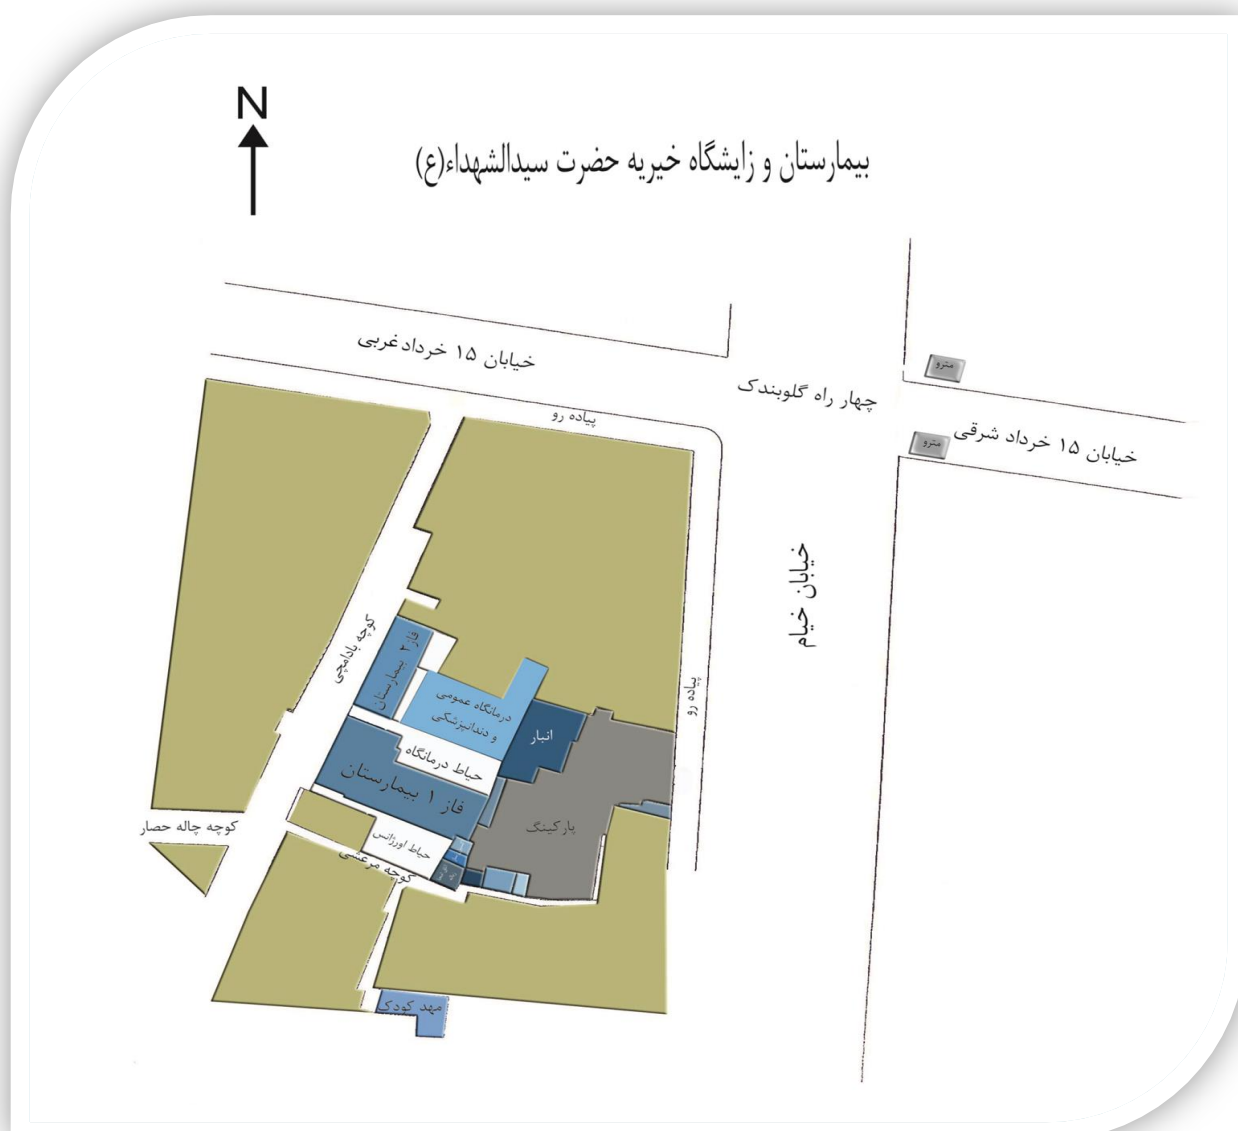 N
بیمارستان و زایشگاه خیریه حضرت سیدالشهداء(ع)
خیابان ۱۵ خرداد غربی
چهار راه گلوبندک
مترو
مترو
خیابان ۱۵ خرداد شرقی
پیاده رو
خیابان خیام
پیاده رو
کوچه بادامچی
فاز ۲ بیمارستان
درمانگاه عمومی
و دندانپزشکی
انبار
حیاط درمانگاه
فاز ۱ بیمارستان
پارکینگ
کوچه چاله حصار
حیاط اورژانس
کوچه مرعشی
مهد کودک